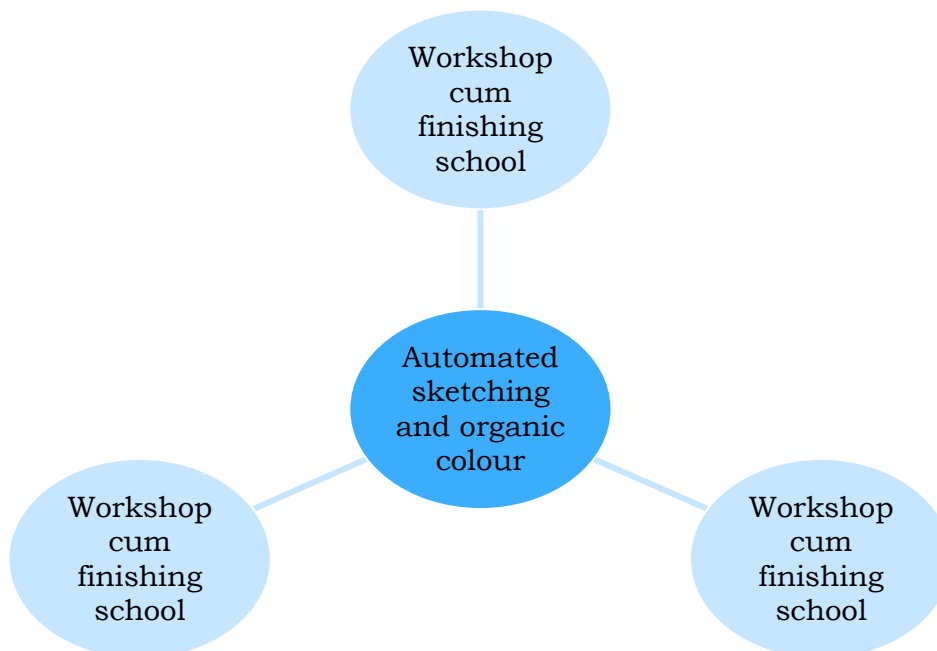 Workshop
cum
finishing
school
Automated
sketching
and organic
colour
Workshop
cum
finishing
school
Workshop
cum
finishing
school